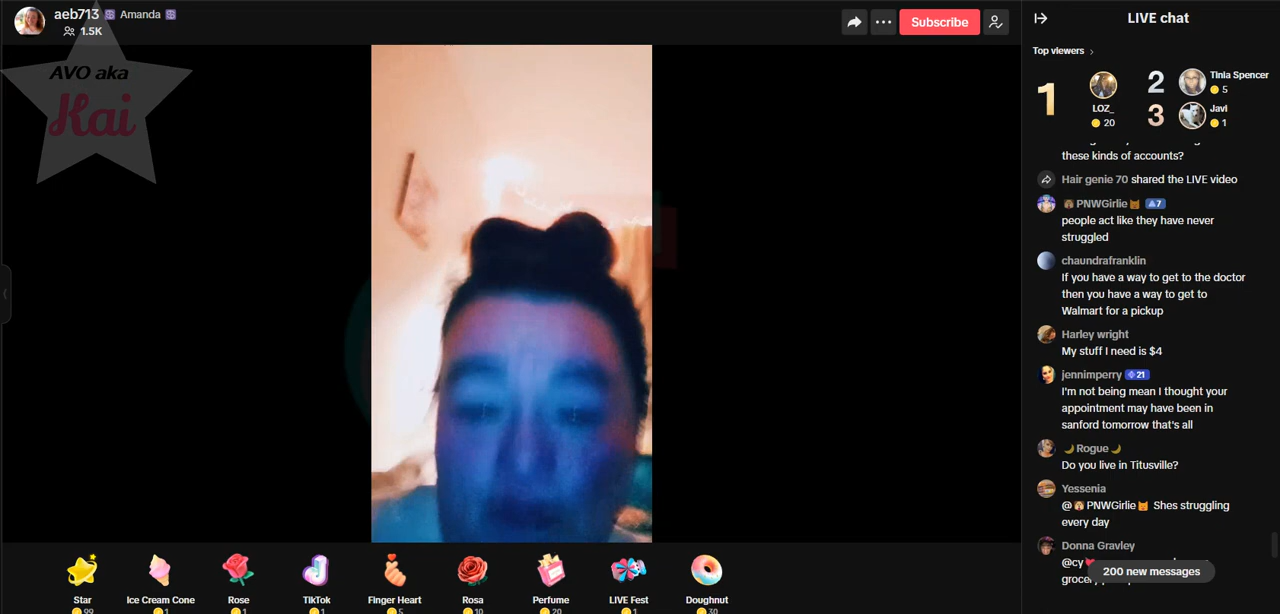 aeb713 Amanda
1.5K
Subscribe
AVO aka
Kai
LIVE chat
Top viewers
1
LOZ_
20
2
Tinia Spencer
5
3
Javi
1
these kinds of accounts?
Hair genie 70 shared the LIVE video
PNWGirlie 7
people act like they have never
struggled
chaundrafranklin
If you have a way to get to the doctor
then you have a way to get to
Walmart for a pickup
Harley wright
My stuff I need is $4
jennimperry 21
I'm not being mean I thought your
appointment may have been in
sanford tomorrow that's all
🌙Rogue🌙
Do you live in Titusville?
Yessenia
@PNWGirlie Shes struggling
every day
Donna Gravley
@cy
200 new messages
Star
99
Ice Cream Cone
1
Rose
1
TikTok
1
Finger Heart
5
Rosa
10
Perfume
20
LIVE Fest
1
Doughnut
30